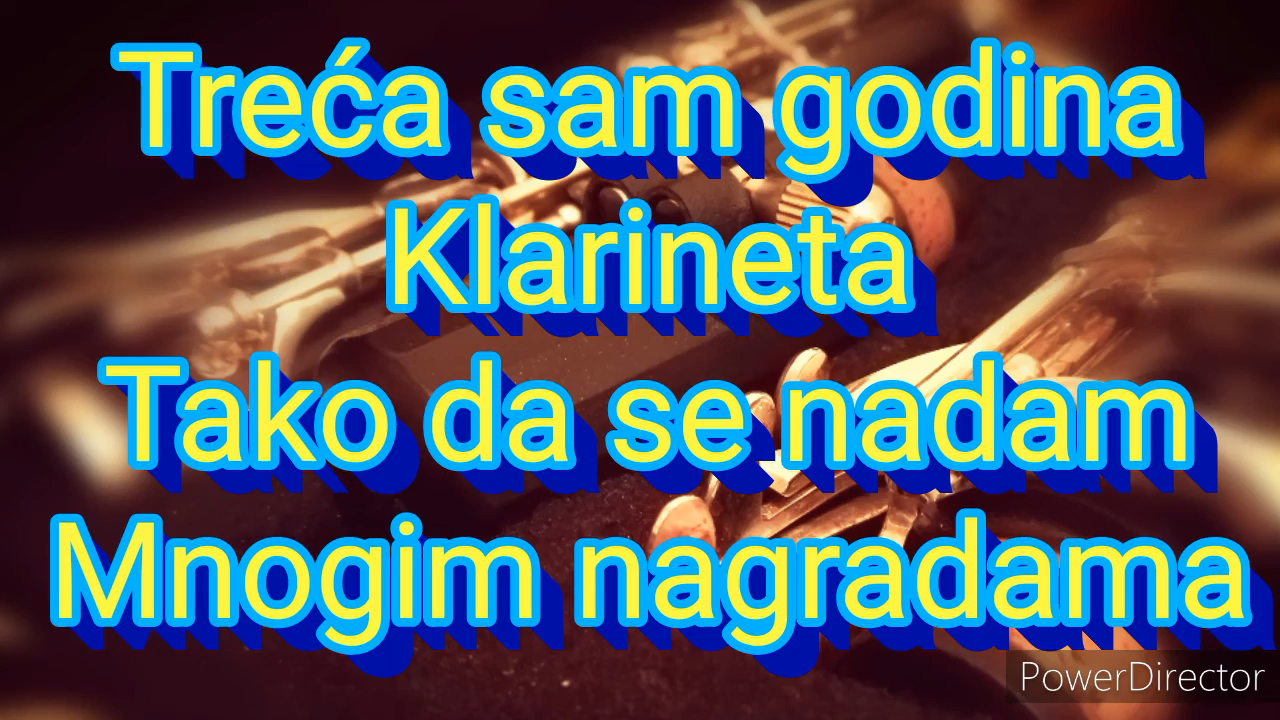 Treća sam godina
Klarineta
Tako da se nadam
Mnogim nagradama
PowerDirector